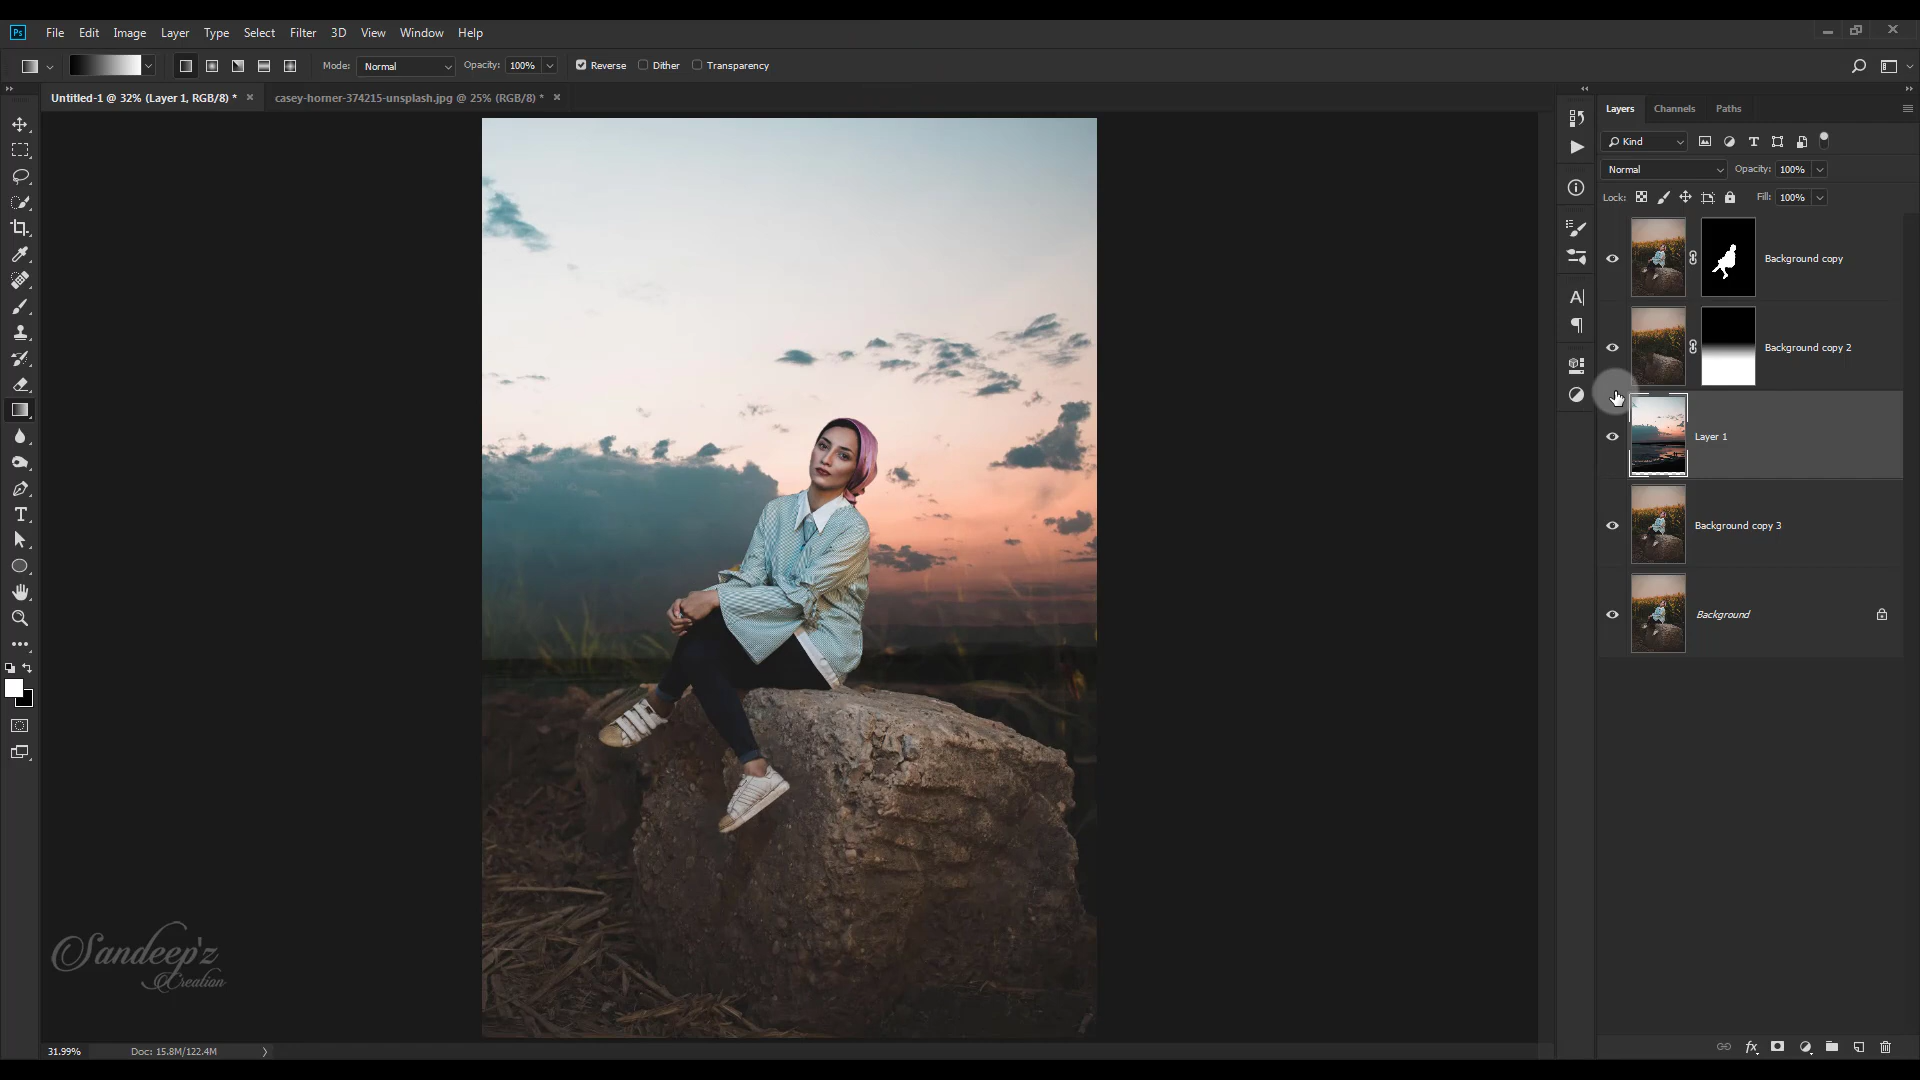 Ps File Edit Image Layer Type Select Filter 3D View Window Help
Mode: Normal Opacity: 100% Reverse Dither Transparency
Untitled-1 @ 32% (Layer 1, RGB/8) * casey-horner-374215-unsplash.jpg @ 25% (RGB/8) *
Layers Channels Paths
Kind
Normal Opacity: 100%
Lock: Fill: 100%
Background copy
Background copy 2
Layer 1
Background copy 3
Background
Sandeep'z
Creation
31.99% Doc: 15.8M/122.4M